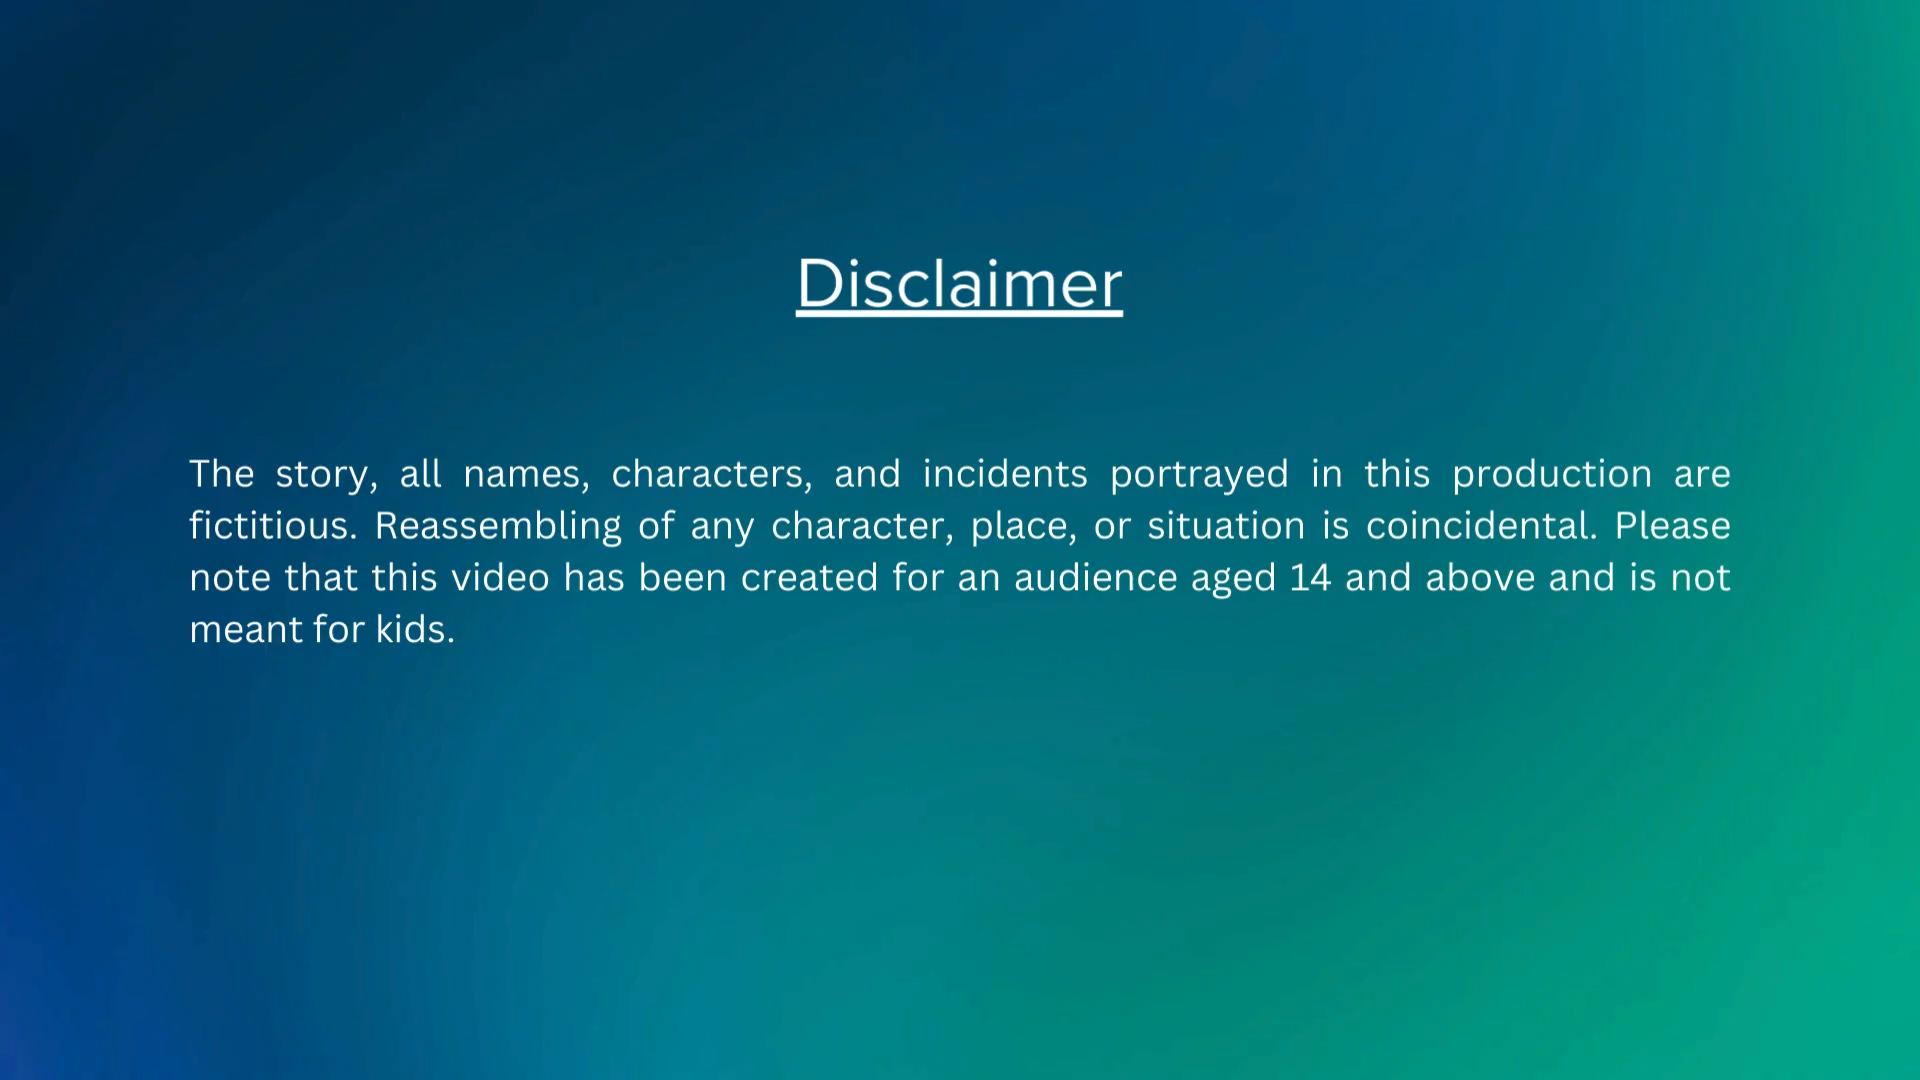 Disclaimer
The story, all names, characters, and incidents portrayed in this production are
fictitious. Reassembling of any character, place, or situation is coincidental. Please
note that this video has been created for an audience aged 14 and above and is not
meant for kids.